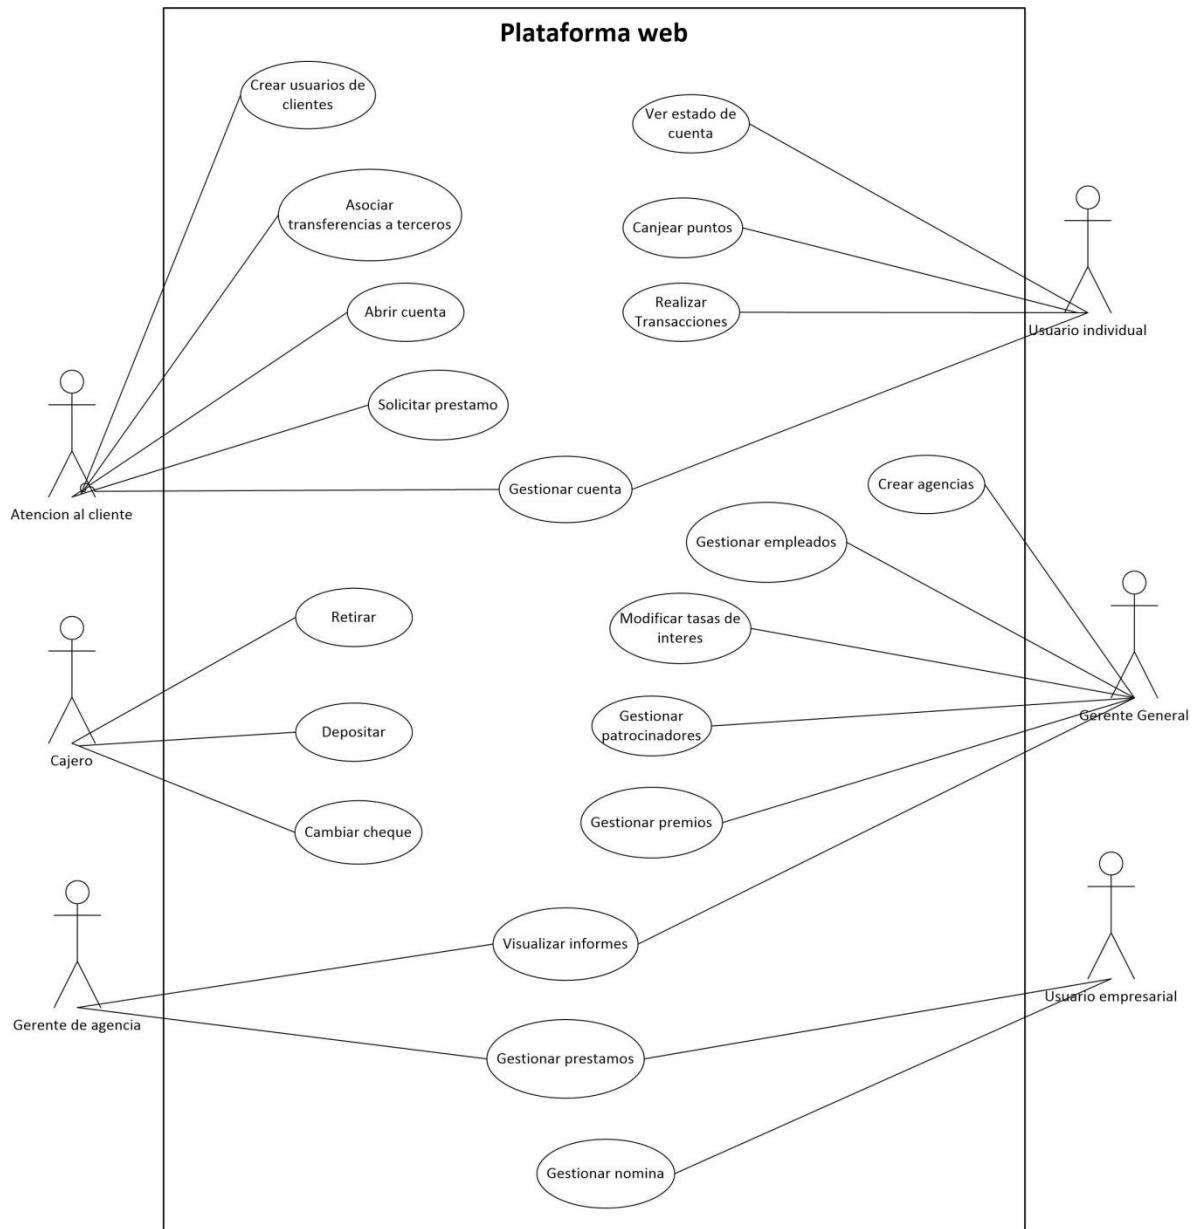 Plataforma web
Crear usuarios de
clientes
Ver estado de
cuenta
Asociar
transferencias a terceros
Canjear puntos
Abrir cuenta
Realizar
Transacciones
Usuario individual
Solicitar prestamo
Gestionar cuenta
Crear agencias
Atencion al cliente
Gestionar empleados
Retirar
Modificar tasas de
interes
Gerente General
Depositar
Gestionar
patrocinadores
Cajero
Cambiar cheque
Gestionar premios
Visualizar informes
Usuario empresarial
Gerente de agencia
Gestionar prestamos
Gestionar nomina